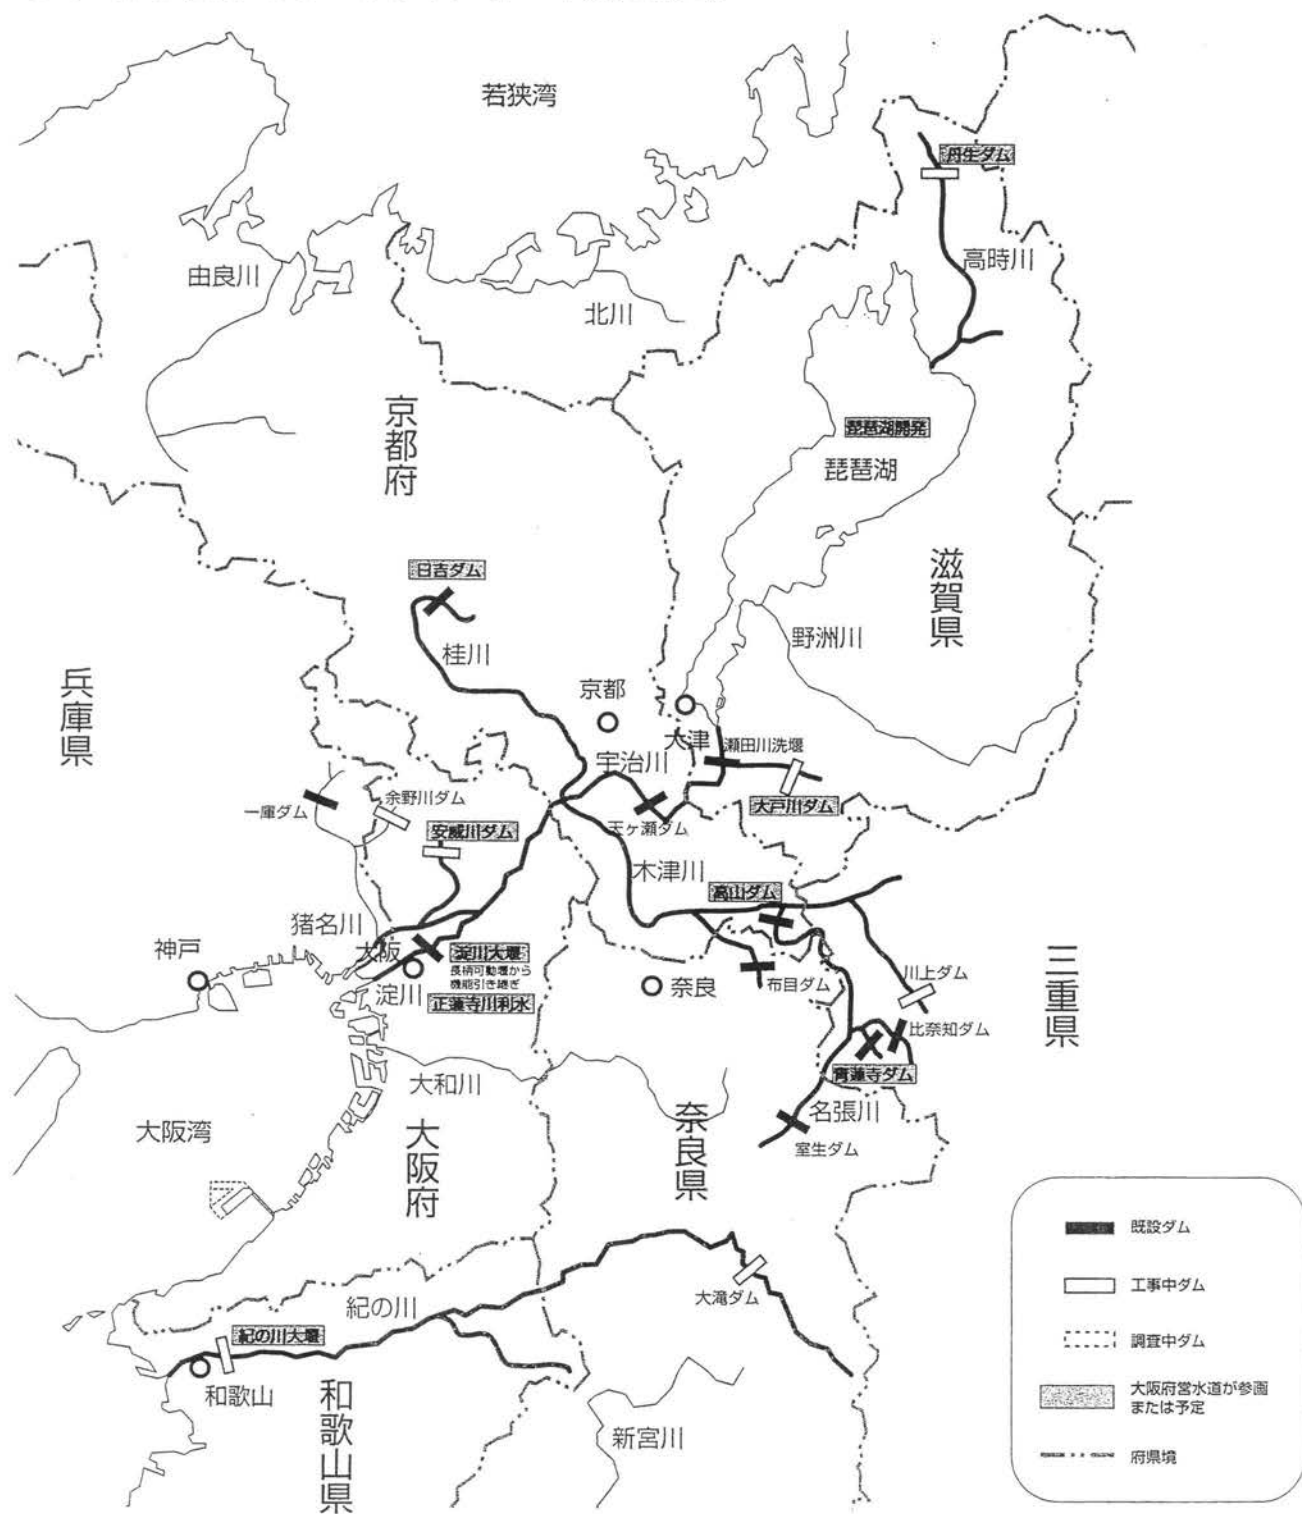 若狭湾
丹生ダム
由良川
高時川
北川
京都府
琵琶湖開発
琵琶湖
滋賀県
日吉ダム
桂川
野洲川
兵庫県
京都
大津
瀬田川洗堰
宇治川
大戸川ダム
一庫ダム
余野川ダム
安威川ダム
天ヶ瀬ダム
木津川
高山ダム
猪名川
神戸
大阪
淀川大堰
長柄可動堰から
機能引き継ぎ
淀川
正蓮寺川利水
奈良
布目ダム
川上ダム
三重県
比奈知ダム
青蓮寺ダム
大和川
名張川
大阪湾
大阪府
奈良県
室生ダム
既設ダム
工事中ダム
調査中ダム
大阪府営水道が参画
または予定
府県境
大滝ダム
紀の川
紀の川大堰
和歌山
和歌山県
新宮川